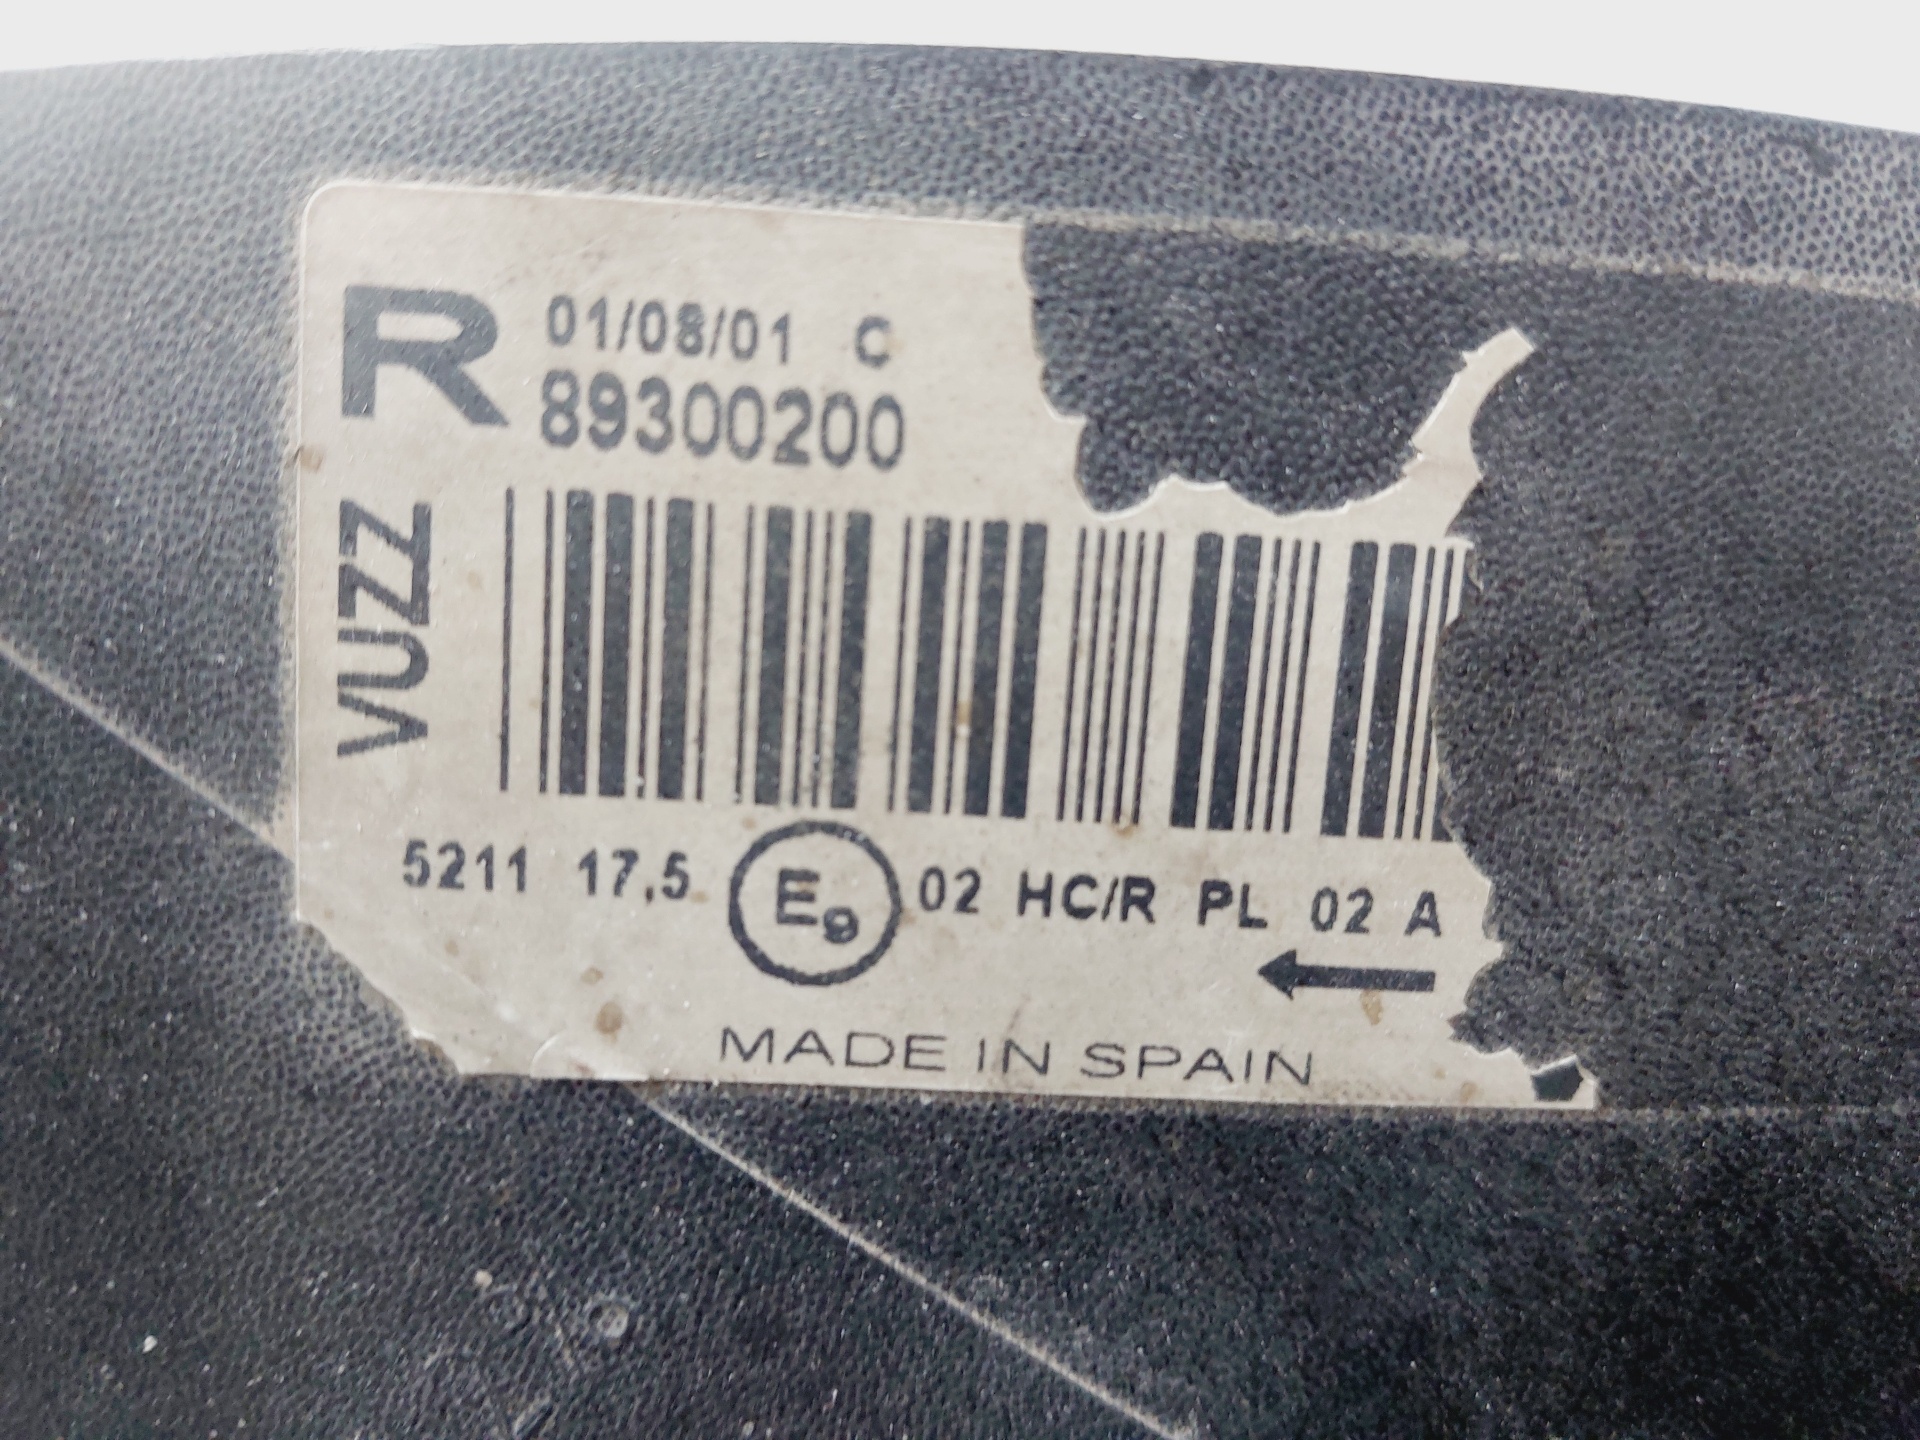 R
01/08/01 C
89300200
VUZZ
5211 17,5 E9 02 HC/R PL 02 A
MADE IN SPAIN